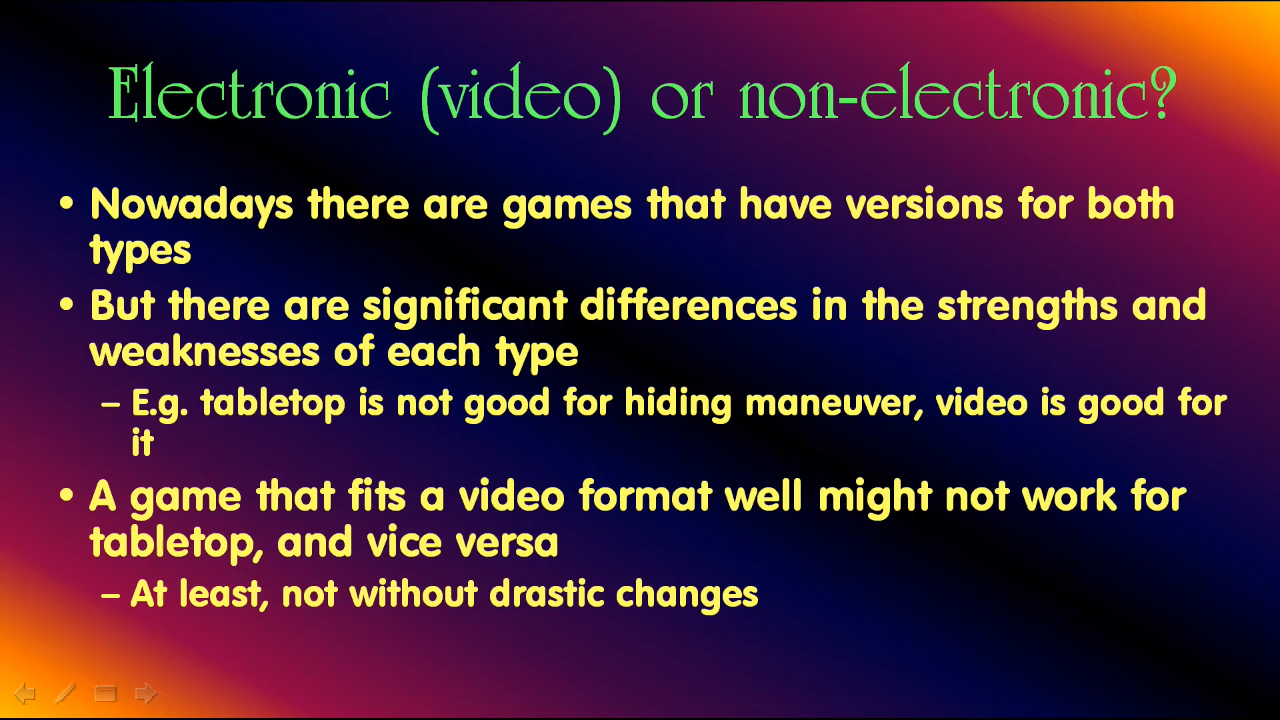 Electronic (video) or non-electronic?
• Nowadays there are games that have versions for both
types
• But there are significant differences in the strengths and
weaknesses of each type
– E.g. tabletop is not good for hiding maneuver, video is good for
it
• A game that fits a video format well might not work for
tabletop, and vice versa
– At least, not without drastic changes